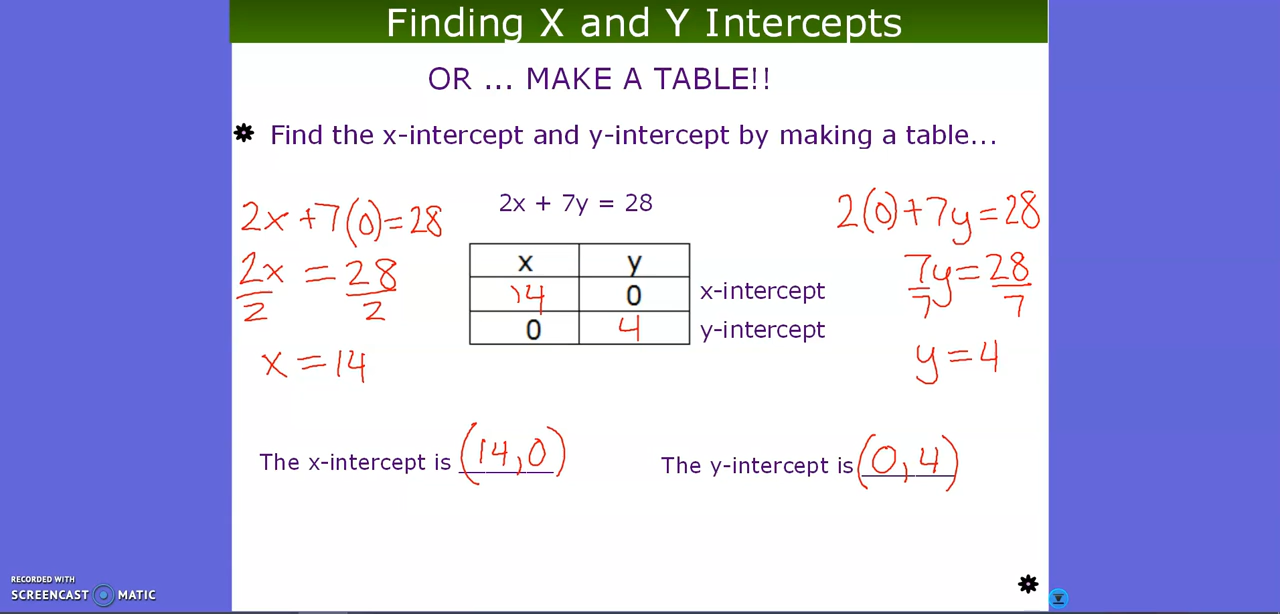 Finding X and Y Intercepts
OR ... MAKE A TABLE!!
Find the x-intercept and y-intercept by making a table...
2x + 7y = 28
2x + 7(0) = 28
2x/2 = 28/2
x = 14
x y
14 0 x-intercept
0 4 y-intercept
2(0) + 7y = 28
7y/7 = 28/7
y = 4
The x-intercept is (14,0)
The y-intercept is (0,4)
RECORDED WITH
SCREENCAST MATIC